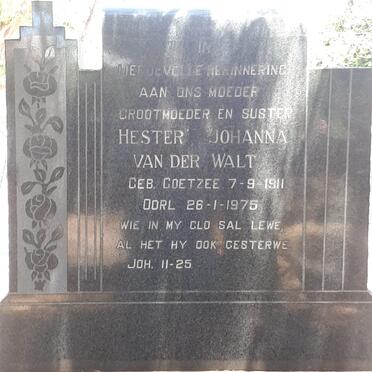 IN
LIEFDEVOLLE HERINNERING
AAN ONS MOEDER
GROOTMOEDER EN SUSTER
HESTER JOHANNA
VAN DER WALT
GEB. COETZEE 7-9-1911
OORL 26-1-1975
WIE IN MY GLO SAL LEWE,
AL HET HY OOK GESTERWE
JOH. 11-25